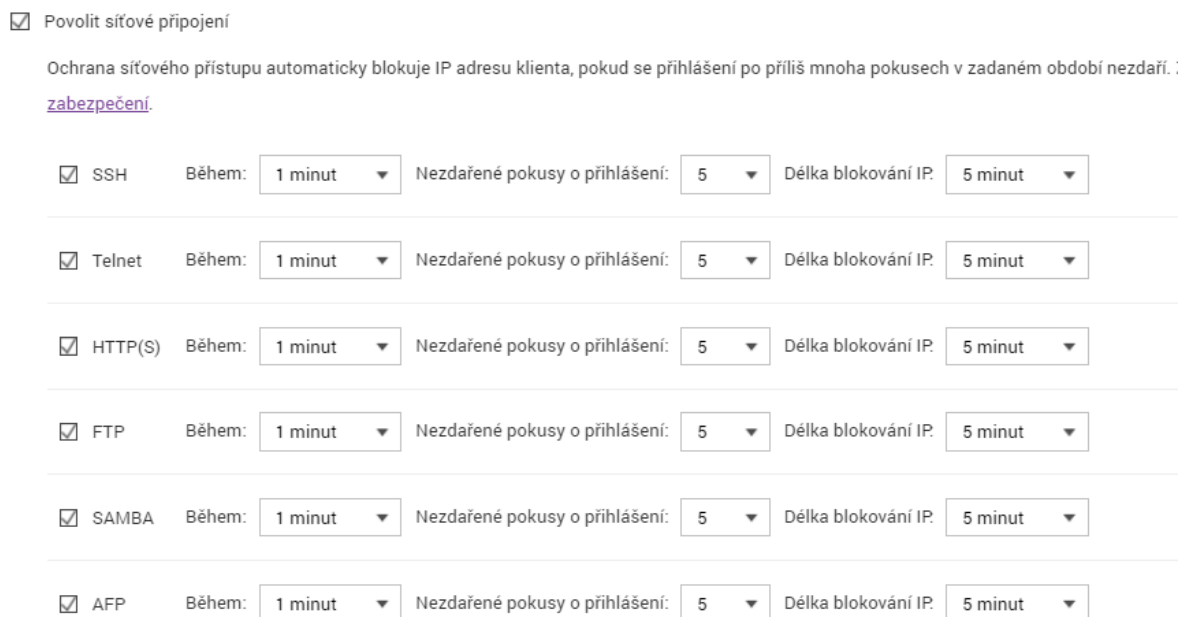 Povolit síťové připojení
Ochrana síťového přístupu automaticky blokuje IP adresu klienta, pokud se přihlášení po příliš mnoha pokusech v zadaném období nezdaří.
zabezpečení.
SSH Během: 1 minut Nezdařené pokusy o přihlášení: 5 Délka blokování IP: 5 minut
Telnet Během: 1 minut Nezdařené pokusy o přihlášení: 5 Délka blokování IP: 5 minut
HTTP(S) Během: 1 minut Nezdařené pokusy o přihlášení: 5 Délka blokování IP: 5 minut
FTP Během: 1 minut Nezdařené pokusy o přihlášení: 5 Délka blokování IP: 5 minut
SAMBA Během: 1 minut Nezdařené pokusy o přihlášení: 5 Délka blokování IP: 5 minut
AFP Během: 1 minut Nezdařené pokusy o přihlášení: 5 Délka blokování IP: 5 minut